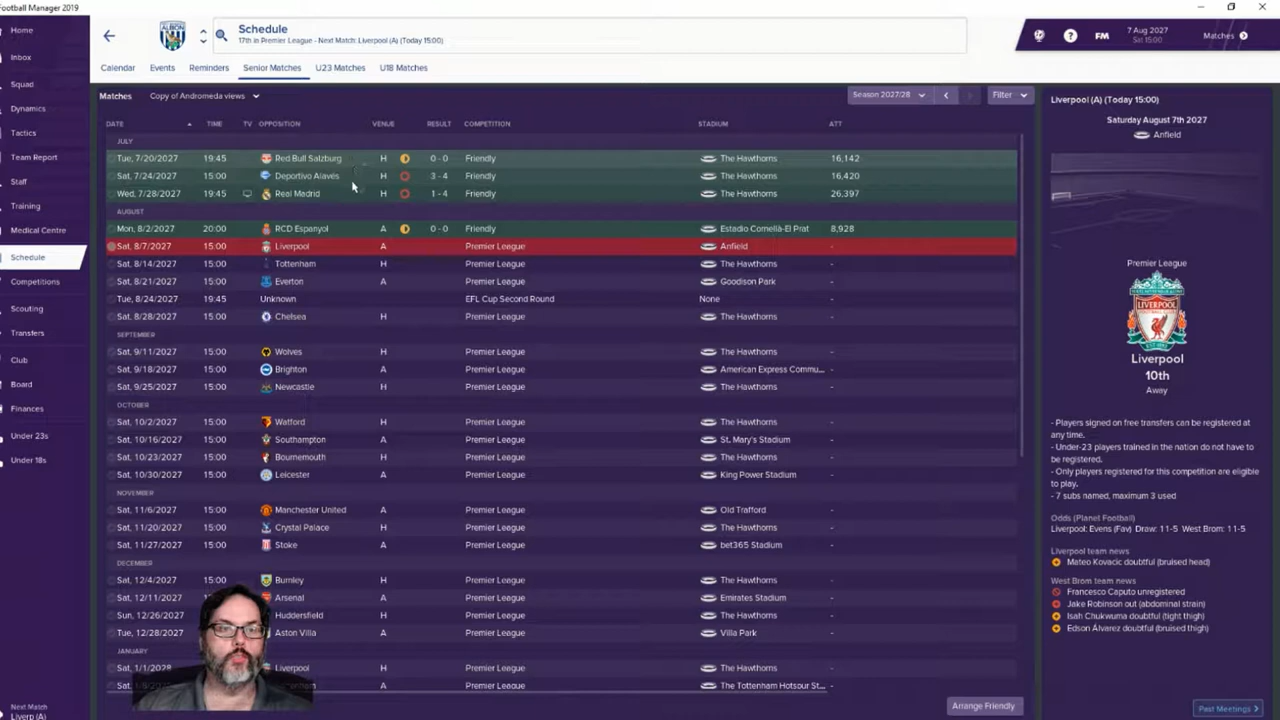 Football Manager 2019
Home
Inbox
Squad
Dynamics
Tactics
Team Report
Staff
Training
Medical Centre
Schedule
Competitions
Scouting
Transfers
Club
Board
Finances
Under 23s
Under 18s
Next Match
Liverp (A)
ALBION
Schedule
17th in Premier League - Next Match: Liverpool (A) (Today 15:00)
FM
7 Aug 2027
Sat 15:00
Matches
Calendar Events Reminders Senior Matches U23 Matches U18 Matches
Matches Copy of Andromeda views Season 2027/28 Filter
DATE TIME TV OPPOSITION VENUE RESULT COMPETITION STADIUM ATT
JULY
Tue, 7/20/2027 19:45 Red Bull Salzburg H 0 - 0 Friendly The Hawthorns 16,142
Sat, 7/24/2027 15:00 Deportivo Alavés H 3 - 4 Friendly The Hawthorns 16,420
Wed, 7/28/2027 19:45 Real Madrid H 1 - 4 Friendly The Hawthorns 26,397
AUGUST
Mon, 8/2/2027 20:00 RCD Espanyol A 0 - 0 Friendly Estadio Cornellà-El Prat 8,928
Sat, 8/7/2027 15:00 Liverpool A Premier League Anfield -
Sat, 8/14/2027 15:00 Tottenham H Premier League The Hawthorns -
Sat, 8/21/2027 15:00 Everton A Premier League Goodison Park -
Tue, 8/24/2027 19:45 Unknown EFL Cup Second Round None
Sat, 8/28/2027 15:00 Chelsea H Premier League The Hawthorns -
SEPTEMBER
Sat, 9/11/2027 15:00 Wolves H Premier League The Hawthorns -
Sat, 9/18/2027 15:00 Brighton A Premier League American Express Commu... -
Sat, 9/25/2027 15:00 Newcastle H Premier League The Hawthorns -
OCTOBER
Sat, 10/2/2027 15:00 Watford H Premier League The Hawthorns -
Sat, 10/16/2027 15:00 Southampton A Premier League St. Mary's Stadium -
Sat, 10/23/2027 15:00 Bournemouth H Premier League The Hawthorns -
Sat, 10/30/2027 15:00 Leicester A Premier League King Power Stadium -
NOVEMBER
Sat, 11/6/2027 15:00 Manchester United A Premier League Old Trafford -
Sat, 11/20/2027 15:00 Crystal Palace H Premier League The Hawthorns -
Sat, 11/27/2027 15:00 Stoke A Premier League bet365 Stadium -
DECEMBER
Sat, 12/4/2027 15:00 Burnley H Premier League The Hawthorns -
Sat, 12/11/2027 Arsenal A Premier League Emirates Stadium -
Sun, 12/26/2027 Huddersfield H Premier League The Hawthorns -
Tue, 12/28/2027 Aston Villa A Premier League Villa Park -
JANUARY
Sat, 1/1/2028 Liverpool H Premier League The Hawthorns -
A Premier League The Tottenham Hotspur St... -
Arrange Friendly
Liverpool (A) (Today 15:00)
Saturday August 7th 2027
Anfield
Premier League
LIVERPOOL
Liverpool
10th
Away
- Players signed on free transfers can be registered at
any time.
- Under-23 players trained in the nation do not have to
be registered.
- Only players registered for this competition are eligible
to play.
- 7 subs named, maximum 3 used
Odds (Planet Football)
Liverpool: Evens (Fav) Draw: 11-5 West Brom: 11-5
Liverpool team news
Mateo Kovacic doubtful (bruised head)
West Brom team news
Francesco Caputo unregistered
Jake Robinson out (abdominal strain)
Isah Chukwuma doubtful (tight thigh)
Edson Álvarez doubtful (bruised thigh)
Past Meetings